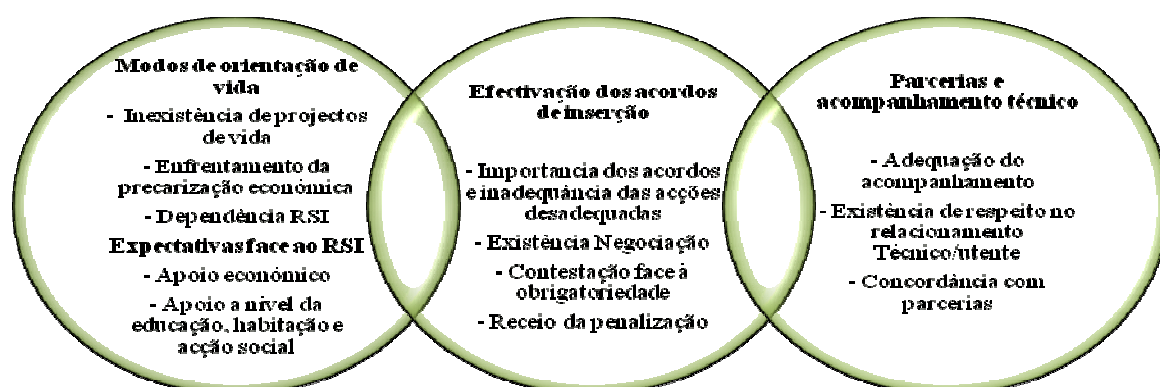 Modos de orientação de
vida
- Inexistência de projectos
de vida
- Enfrentamento da
precarização económica
- Dependência RSI
Expectativas face ao RSI
- Apoio económico
- Apoio a nível da
educação, habitação e
acção social
Efectivação dos acordos
de inserção
- Importancia dos acordos
e inadequância das acções
desadequadas
- Existência Negociação
- Contestação face à
obrigatoriedade
- Receio da penalização
Parcerias e
acompanhamento técnico
- Adequação do
acompanhamento
- Existência de respeito no
relacionamento
Técnico/utente
- Concordância com
parcerias